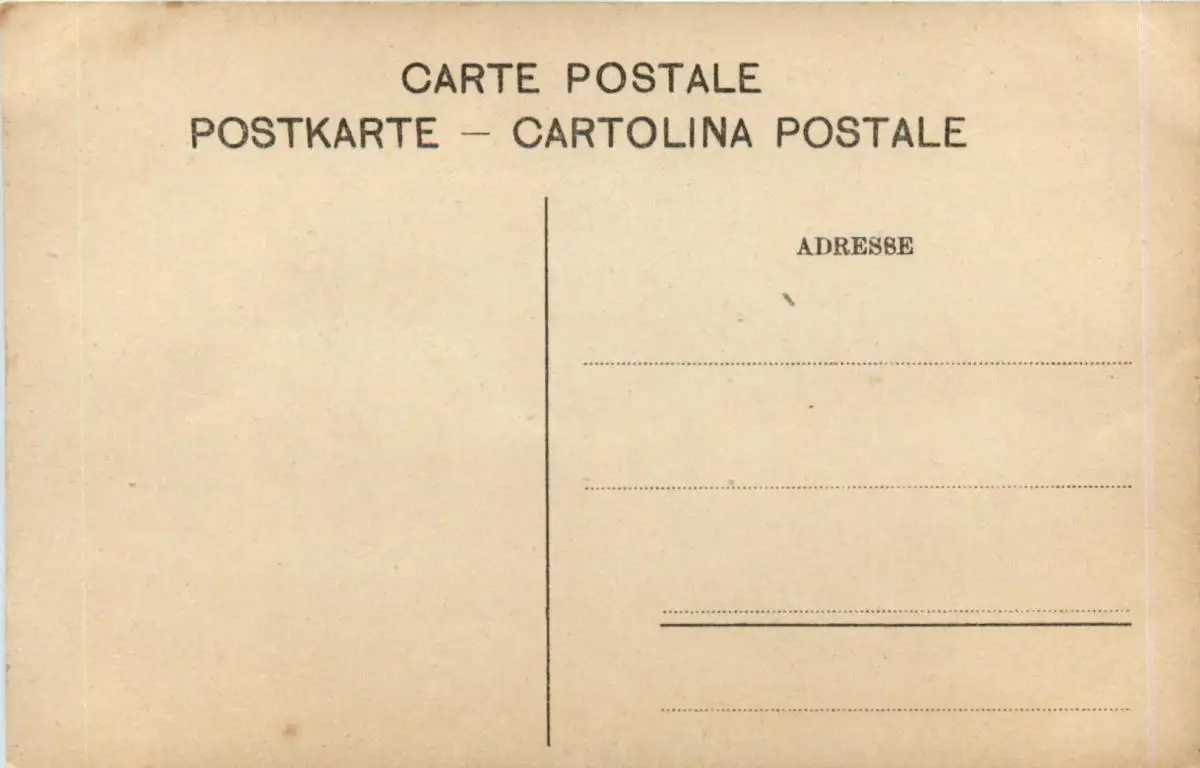 CARTE POSTALE
POSTKARTE — CARTOLINA POSTALE
ADRESSE